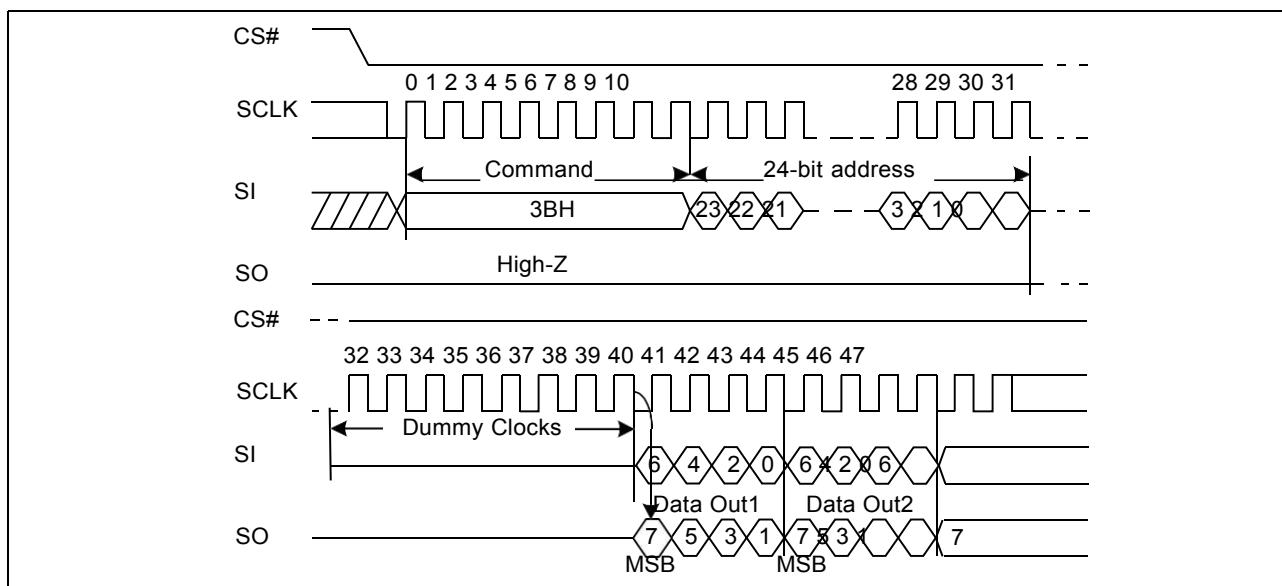 CS#
0 1 2 3 4 5 6 7 8 9 10 28 29 30 31
SCLK
Command 24-bit address
SI
3BH 23 22 21 3 2 1 0
High-Z
SO
CS#
32 33 34 35 36 37 38 39 40 41 42 43 44 45 46 47
SCLK
Dummy Clocks
SI
6 4 2 0 6 4 2 0 6
Data Out1 Data Out2
SO
7 5 3 1 7 5 3 1 7
MSB MSB